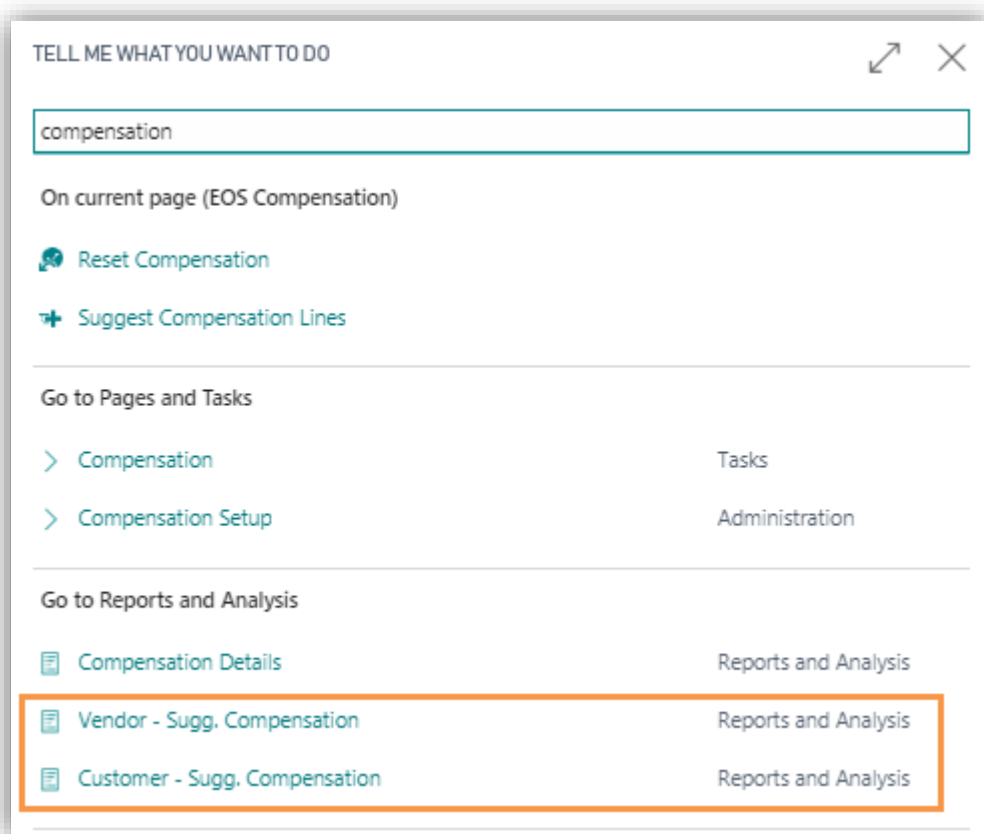 TELL ME WHAT YOU WANT TO DO
compensation
On current page (EOS Compensation)
Reset Compensation
Suggest Compensation Lines
Go to Pages and Tasks
Compensation Tasks
Compensation Setup Administration
Go to Reports and Analysis
Compensation Details Reports and Analysis
Vendor - Sugg. Compensation Reports and Analysis
Customer - Sugg. Compensation Reports and Analysis